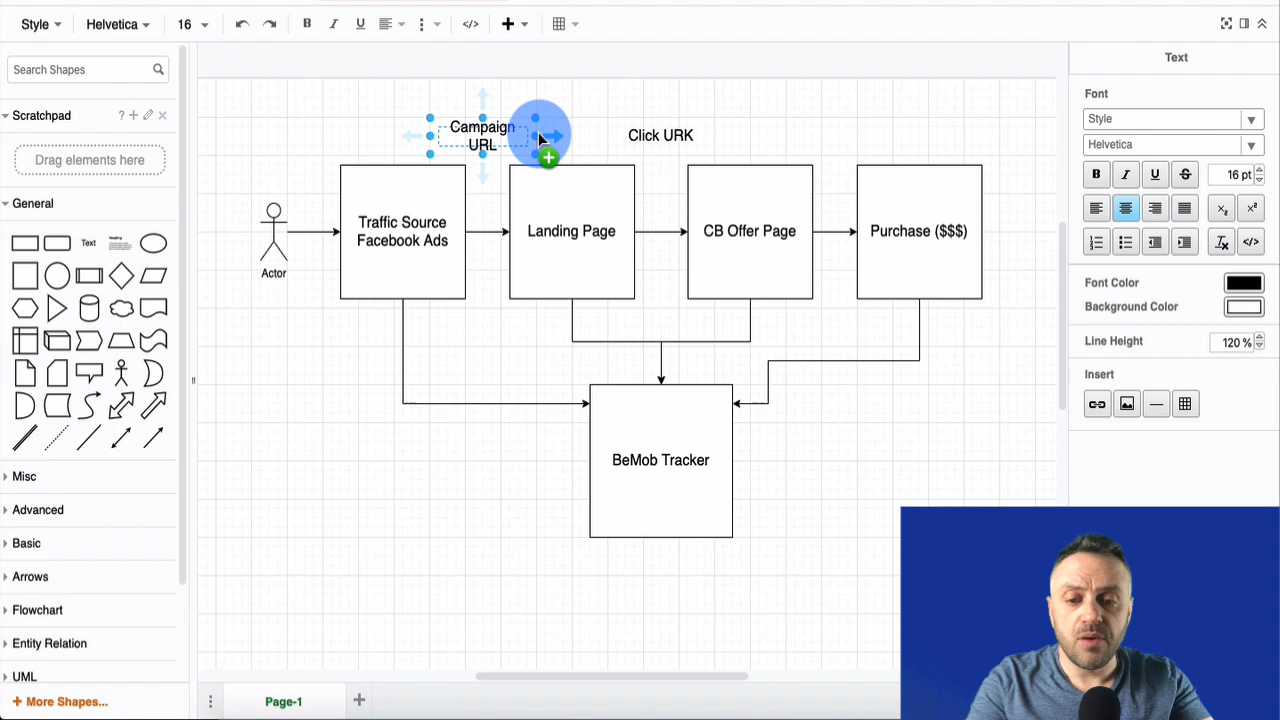 Style
Helvetica
16
B I U
</>
Search Shapes
Scratchpad
?
Drag elements here
General
Text
Heading
Misc
Advanced
Basic
Arrows
Flowchart
Entity Relation
UML
+ More Shapes...
Campaign
URL
Click URK
Actor
Traffic Source
Facebook Ads
Landing Page
CB Offer Page
Purchase ($$$)
BeMob Tracker
Page-1
Text
Font
Style
Helvetica
B I U S
16 pt
Font Color
Background Color
Line Height
120 %
Insert